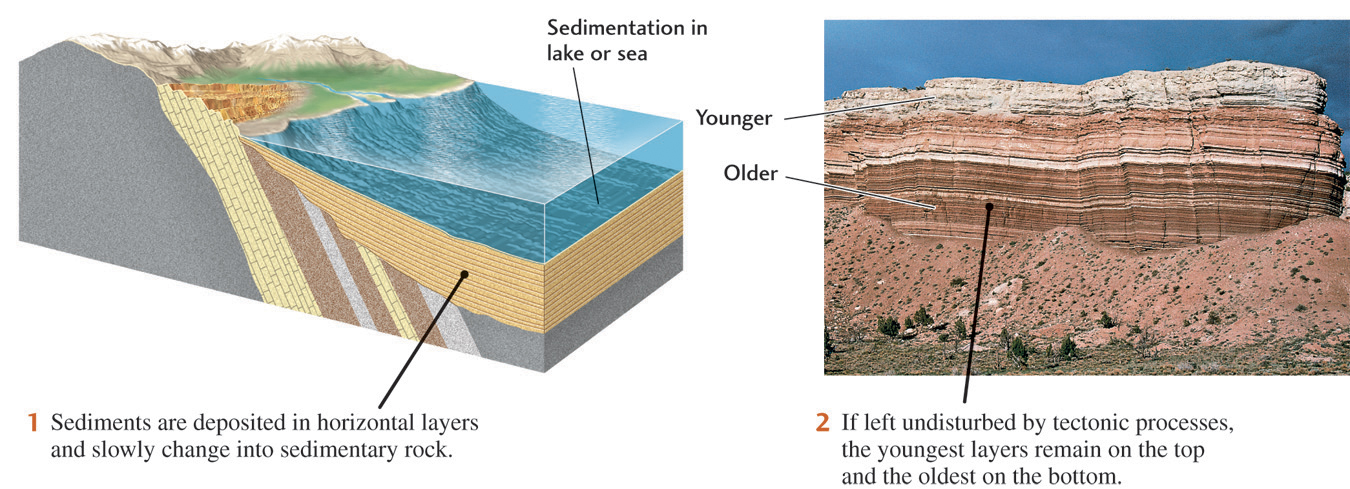 Sedimentation in
lake or sea
Younger
Older
1 Sediments are deposited in horizontal layers
and slowly change into sedimentary rock.
2 If left undisturbed by tectonic processes,
the youngest layers remain on the top
and the oldest on the bottom.